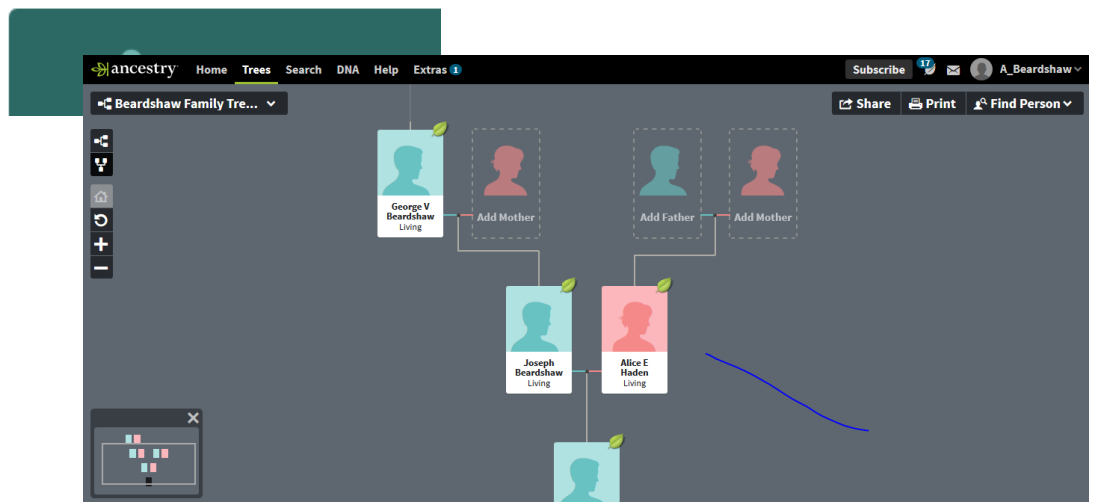 ancestry Home Trees Search DNA Help Extras 1 Subscribe 17 A_Beardshaw
Beardshaw Family Tre... Share Print Find Person
George V
Beardshaw
Living
Add Mother
Add Father
Add Mother
Joseph
Beardshaw
Living
Alice E
Haden
Living